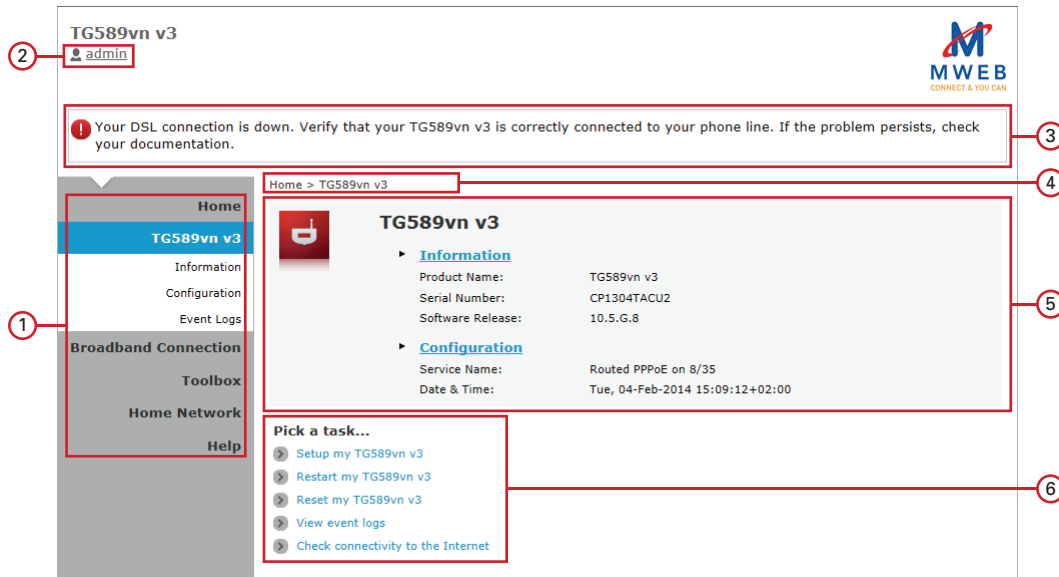 TG589vn v3
2
admin
MWEB
CONNECT & YOU CAN
Your DSL connection is down. Verify that your TG589vn v3 is correctly connected to your phone line. If the problem persists, check
your documentation.
3
Home > TG589vn v3
4
1
Home
TG589vn v3
Information
Configuration
Event Logs
Broadband Connection
Toolbox
Home Network
Help
TG589vn v3
Information
Product Name: TG589vn v3
Serial Number: CP1304TACU2
Software Release: 10.5.G.8
Configuration
Service Name: Routed PPPoE on 8/35
Date & Time: Tue, 04-Feb-2014 15:09:12+02:00
5
Pick a task...
Setup my TG589vn v3
Restart my TG589vn v3
Reset my TG589vn v3
View event logs
Check connectivity to the Internet
6